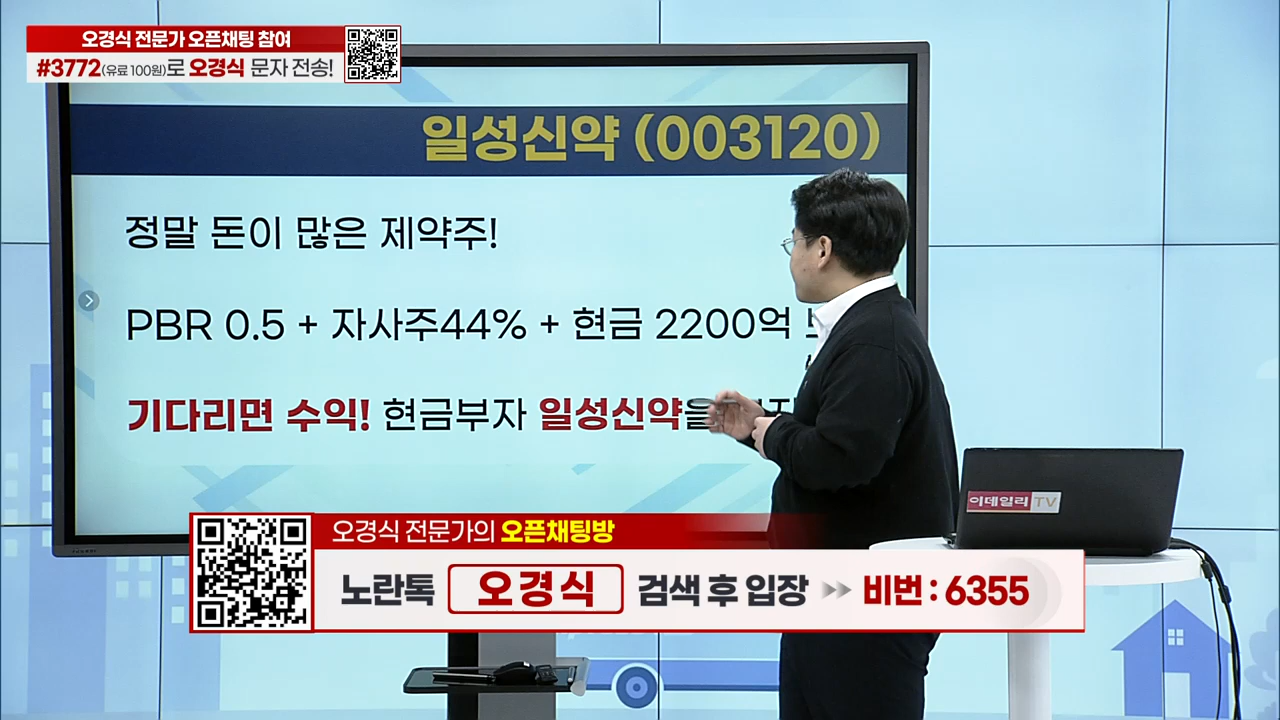 오경식 전문가 오픈채팅 참여
#3772(유료 100원)로 오경식 문자 전송!
일성신약 (003120)
정말 돈이 많은 제약주!
PBR 0.5 + 자사주44% + 현금 2200억
기다리면 수익! 현금부자 일성신약을
이데일리TV
오경식 전문가의 오픈채팅방
노란톡 오경식 검색 후 입장 비번 : 6355